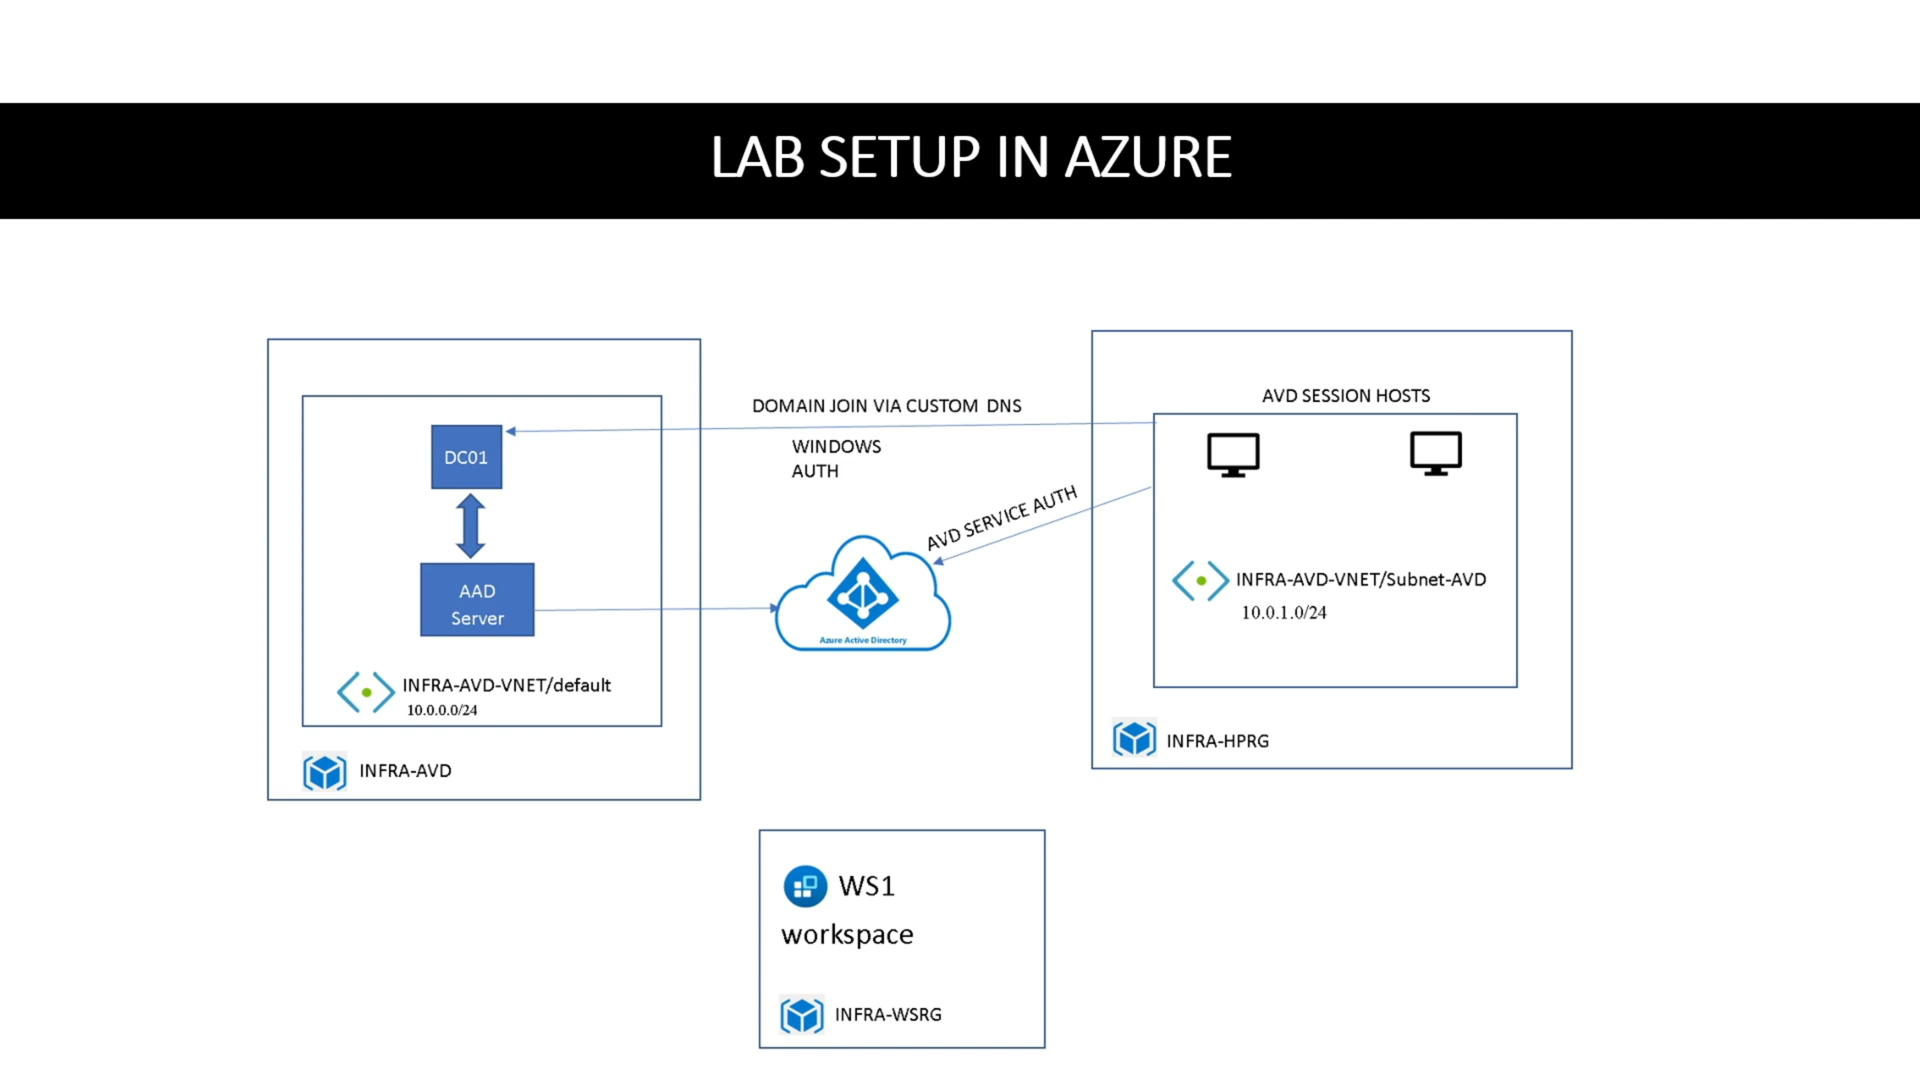 LAB SETUP IN AZURE
DC01
AAD
Server
INFRA-AVD-VNET/default
10.0.0.0/24
INFRA-AVD
DOMAIN JOIN VIA CUSTOM DNS
WINDOWS
AUTH
AVD SERVICE AUTH
Azure Active Directory
AVD SESSION HOSTS
INFRA-AVD-VNET/Subnet-AVD
10.0.1.0/24
INFRA-HPRG
WS1
workspace
INFRA-WSRG